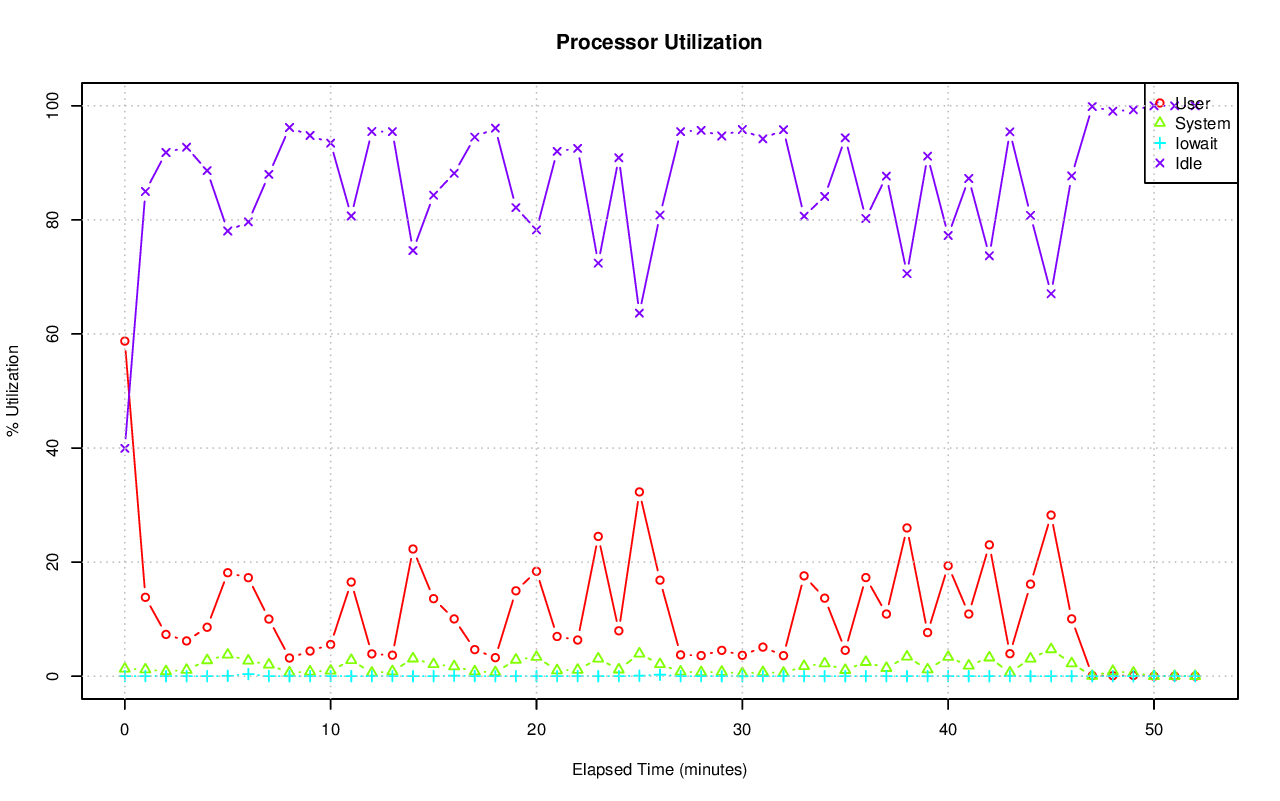 Processor Utilization
% Utilization
100
80
60
40
20
0
User
System
Iowait
Idle
0 10 20 30 40 50
Elapsed Time (minutes)